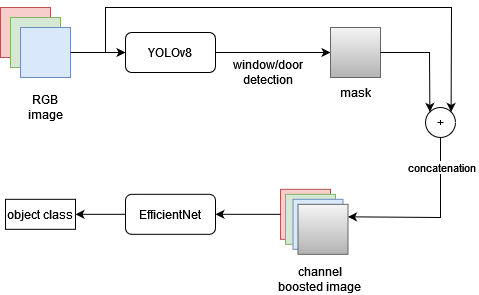 YOLOv8
window/door
detection
RGB
image
mask
+
concatenation
object class
EfficientNet
channel
boosted image